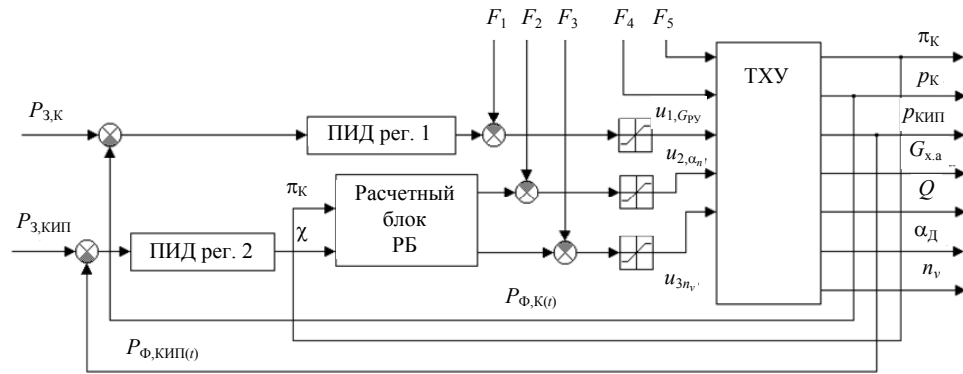 F1 F2 F3 F4 F5
πК
ТХУ
pК
PЗ,К
u1,GРУ
pКИП
ПИД рег. 1
Gх.а
u2,αn'
πК
Расчетный
блок
РБ
Q
PЗ,КИП
χ
ПИД рег. 2
αД
u3nv'
nv
PФ,К(t)
PФ,КИП(t)